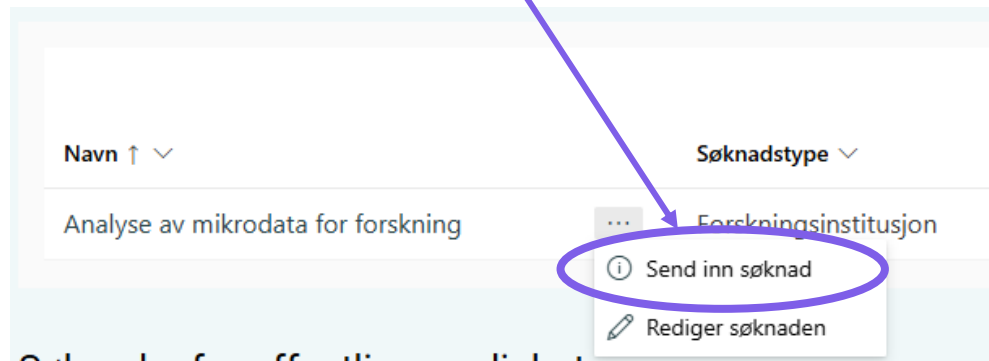 Navn ↑
Søknadstype
Analyse av mikrodata for forskning
...
Forskningsinstitusjon
Send inn søknad
Rediger søknaden